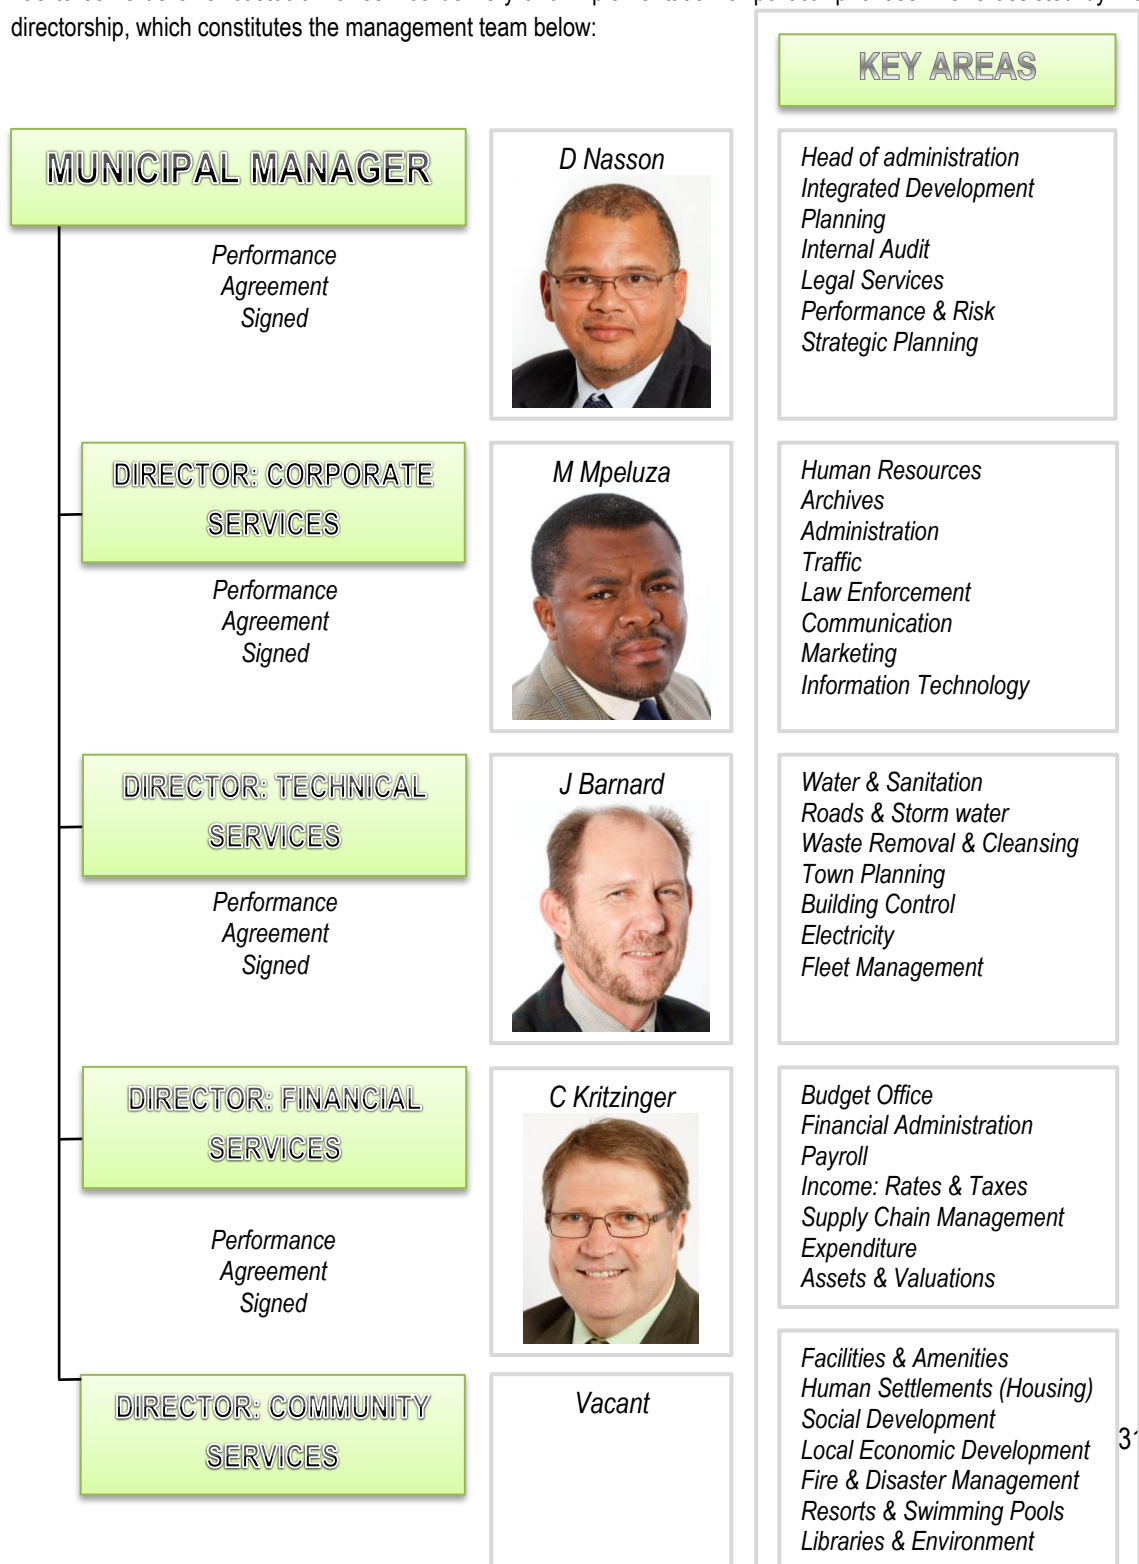 directorship, which constitutes the management team below:
KEY AREAS
MUNICIPAL MANAGER
Performance
Agreement
Signed
D Nasson
Head of administration
Integrated Development
Planning
Internal Audit
Legal Services
Performance & Risk
Strategic Planning
DIRECTOR: CORPORATE
SERVICES
Performance
Agreement
Signed
M Mpeluza
Human Resources
Archives
Administration
Traffic
Law Enforcement
Communication
Marketing
Information Technology
DIRECTOR: TECHNICAL
SERVICES
Performance
Agreement
Signed
J Barnard
Water & Sanitation
Roads & Storm water
Waste Removal & Cleansing
Town Planning
Building Control
Electricity
Fleet Management
DIRECTOR: FINANCIAL
SERVICES
Performance
Agreement
Signed
C Kritzinger
Budget Office
Financial Administration
Payroll
Income: Rates & Taxes
Supply Chain Management
Expenditure
Assets & Valuations
DIRECTOR: COMMUNITY
SERVICES
Vacant
Facilities & Amenities
Human Settlements (Housing)
Social Development
Local Economic Development
Fire & Disaster Management
Resorts & Swimming Pools
Libraries & Environment
31